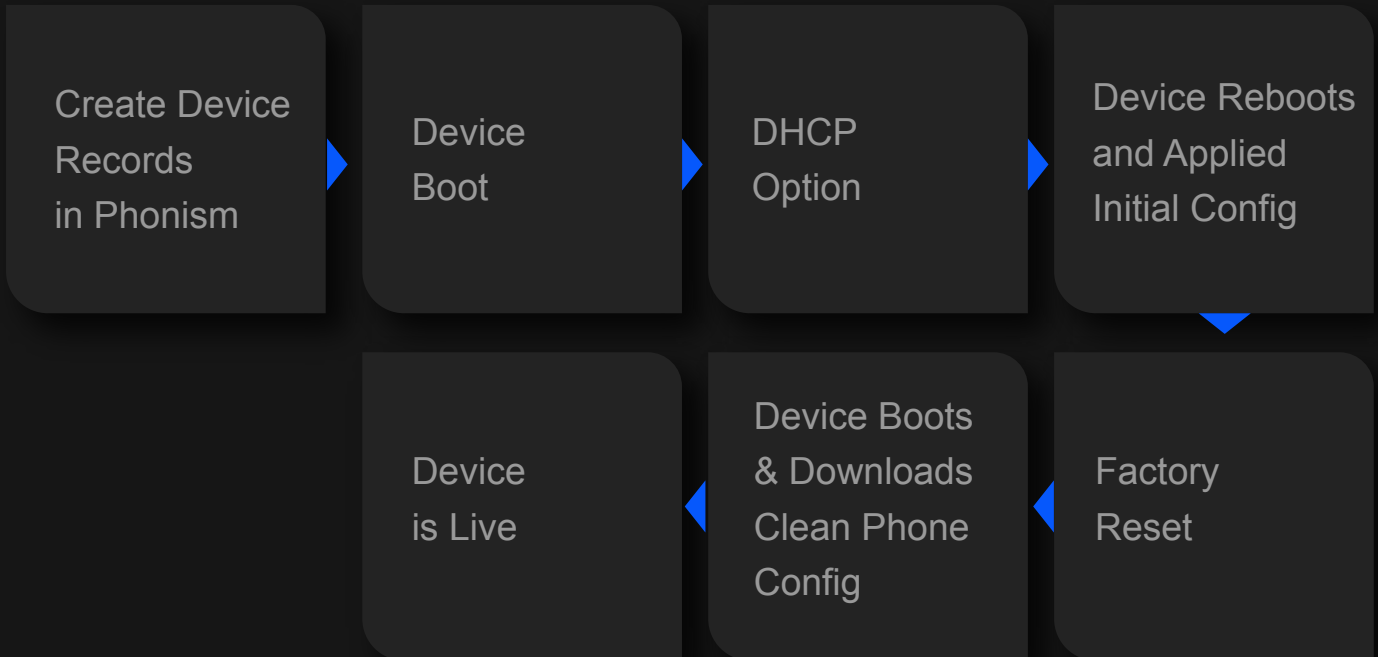 Create Device
Records
in Phonism
Device
Boot
DHCP
Option
Device Reboots
and Applied
Initial Config
Factory
Reset
Device Boots
& Downloads
Clean Phone
Config
Device
is Live